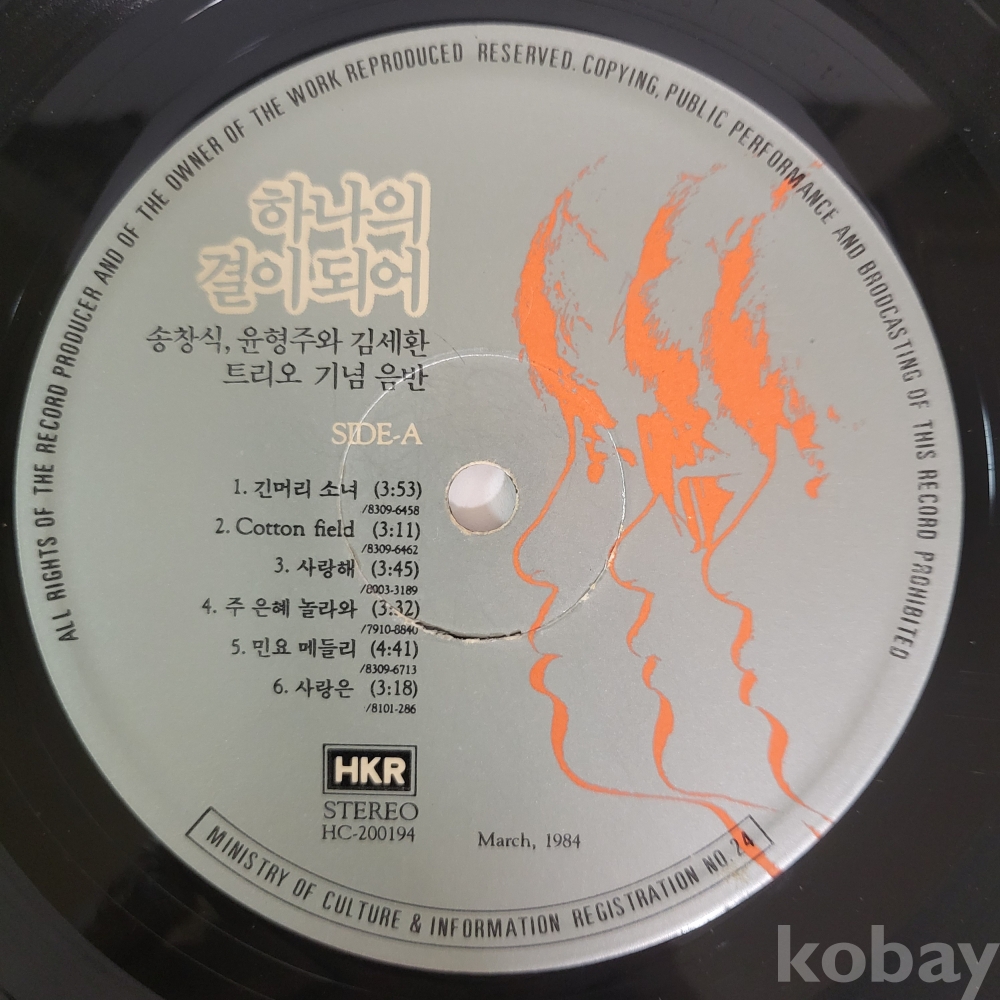 ALL RIGHTS OF THE RECORD PRODUCER AND OF THE OWNER OF THE WORK REPRODUCED RESERVED. COPYING, PUBLIC PERFORMANCE AND BRODCASTING OF THIS RECORD PROHIBITED
하나의
결이되어
송창식, 윤형주와 김세환
트리오 기념 음반
SIDE-A
1. 긴머리 소녀 (3:53)
/8309-6458
2. Cotton field (3:11)
/8309-6462
3. 사랑해 (3:45)
/8003-3189
4. 주 은혜 놀라와 (3:32)
/7910-8840
5. 민요 메들리 (4:41)
/8309-6713
6. 사랑은 (3:18)
/8101-286
HKR
STEREO
HC-200194
March, 1984
MINISTRY OF CULTURE & INFORMATION REGISTRATION NO. 24
kobay